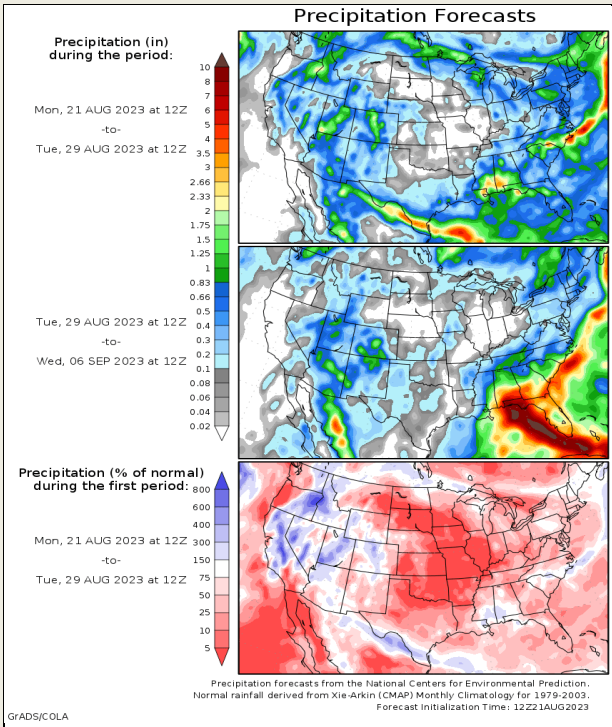 Precipitation Forecasts
Precipitation (in)
during the period:
Mon, 21 AUG 2023 at 12Z
-to-
Tue, 29 AUG 2023 at 12Z
10
8
7
6
5
4
3.5
3
2.66
2.33
2
1.75
1.5
1.25
1
0.83
0.66
0.5
0.4
0.3
0.2
0.1
0.08
0.06
0.04
0.02
Tue, 29 AUG 2023 at 12Z
-to-
Wed, 06 SEP 2023 at 12Z
Precipitation (% of normal)
during the first period:
Mon, 21 AUG 2023 at 12Z
-to-
Tue, 29 AUG 2023 at 12Z
800
600
400
300
150
75
50
25
10
5
Precipitation forecasts from the National Centers for Environmental Prediction.
Normal rainfall derived from Xie-Arkin (CMAP) Monthly Climatology for 1979-2003.
Forecast Initialization Time: 12Z21AUG2023
GrADS/COLA